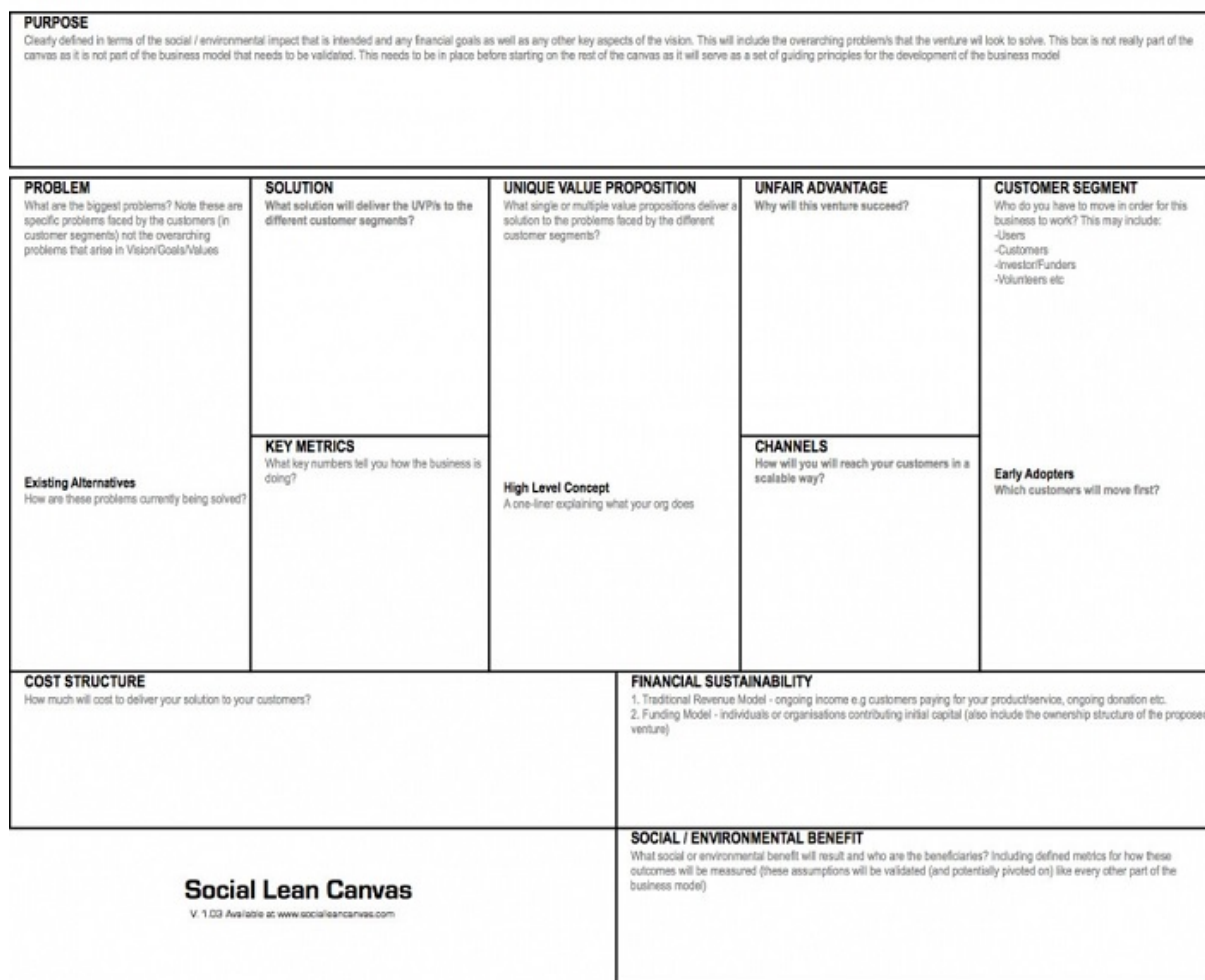 PURPOSE
Clearly defined in terms of the social / environmental impact that is intended and any financial goals as well as any other key aspects of the vision. This will include the overarching problem/s that the venture wil look to solve. This box is not really part of the
canvas as it is not part of the business model that needs to be validated. This needs to be in place before starting on the rest of the canvas as it will serve as a set of guiding principles for the development of the business model
PROBLEM
What are the biggest problems? Note these are
specific problems faced by the customers (in
customer segments) not the overarching
problems that arise in Vision/Goals/Values
Existing Alternatives
How are these problems currently being solved?
SOLUTION
What solution will deliver the UVP/s to the
different customer segments?
KEY METRICS
What key numbers tell you how the business is
doing?
UNIQUE VALUE PROPOSITION
What single or multiple value propositions deliver a
solution to the problems faced by the different
customer segments?
High Level Concept
A one-liner explaining what your org does
UNFAIR ADVANTAGE
Why will this venture succeed?
CHANNELS
How will you will reach your customers in a
scalable way?
CUSTOMER SEGMENT
Who do you have to move in order for this
business to work? This may include:
-Users
-Customers
-Investor/Funders
-Volunteers etc
Early Adopters
Which customers will move first?
COST STRUCTURE
How much will cost to deliver your solution to your customers?
FINANCIAL SUSTAINABILITY
1. Traditional Revenue Model - ongoing income e.g customers paying for your product/service, ongoing donation etc.
2. Funding Model - individuals or organisations contributing initial capital (also include the ownership structure of the proposed
venture)
Social Lean Canvas
V. 1.03 Available at www.socialleancanvas.com
SOCIAL / ENVIRONMENTAL BENEFIT
What social or environmental benefit will result and who are the beneficiaries? Including defined metrics for how these
outcomes will be measured (these assumptions will be validated (and potentially pivoted on) like every other part of the
business model)